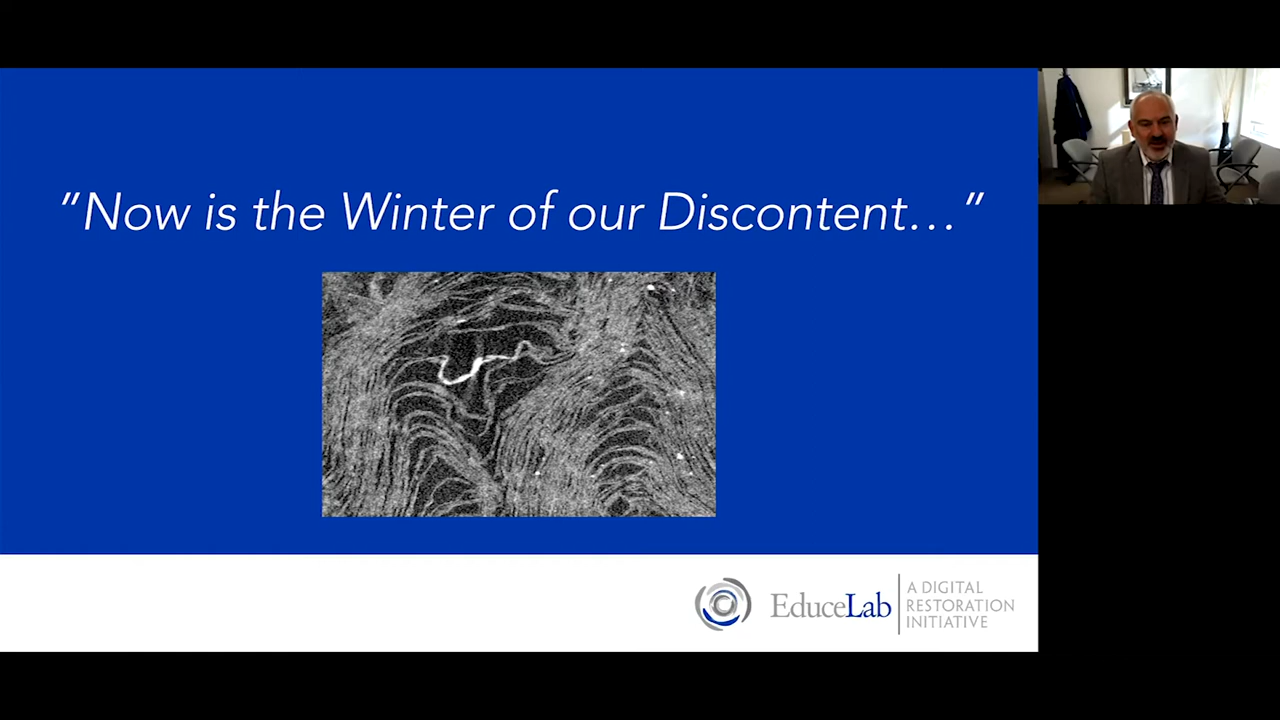 "Now is the Winter of our Discontent..."
EduceLab
A DIGITAL
RESTORATION
INITIATIVE